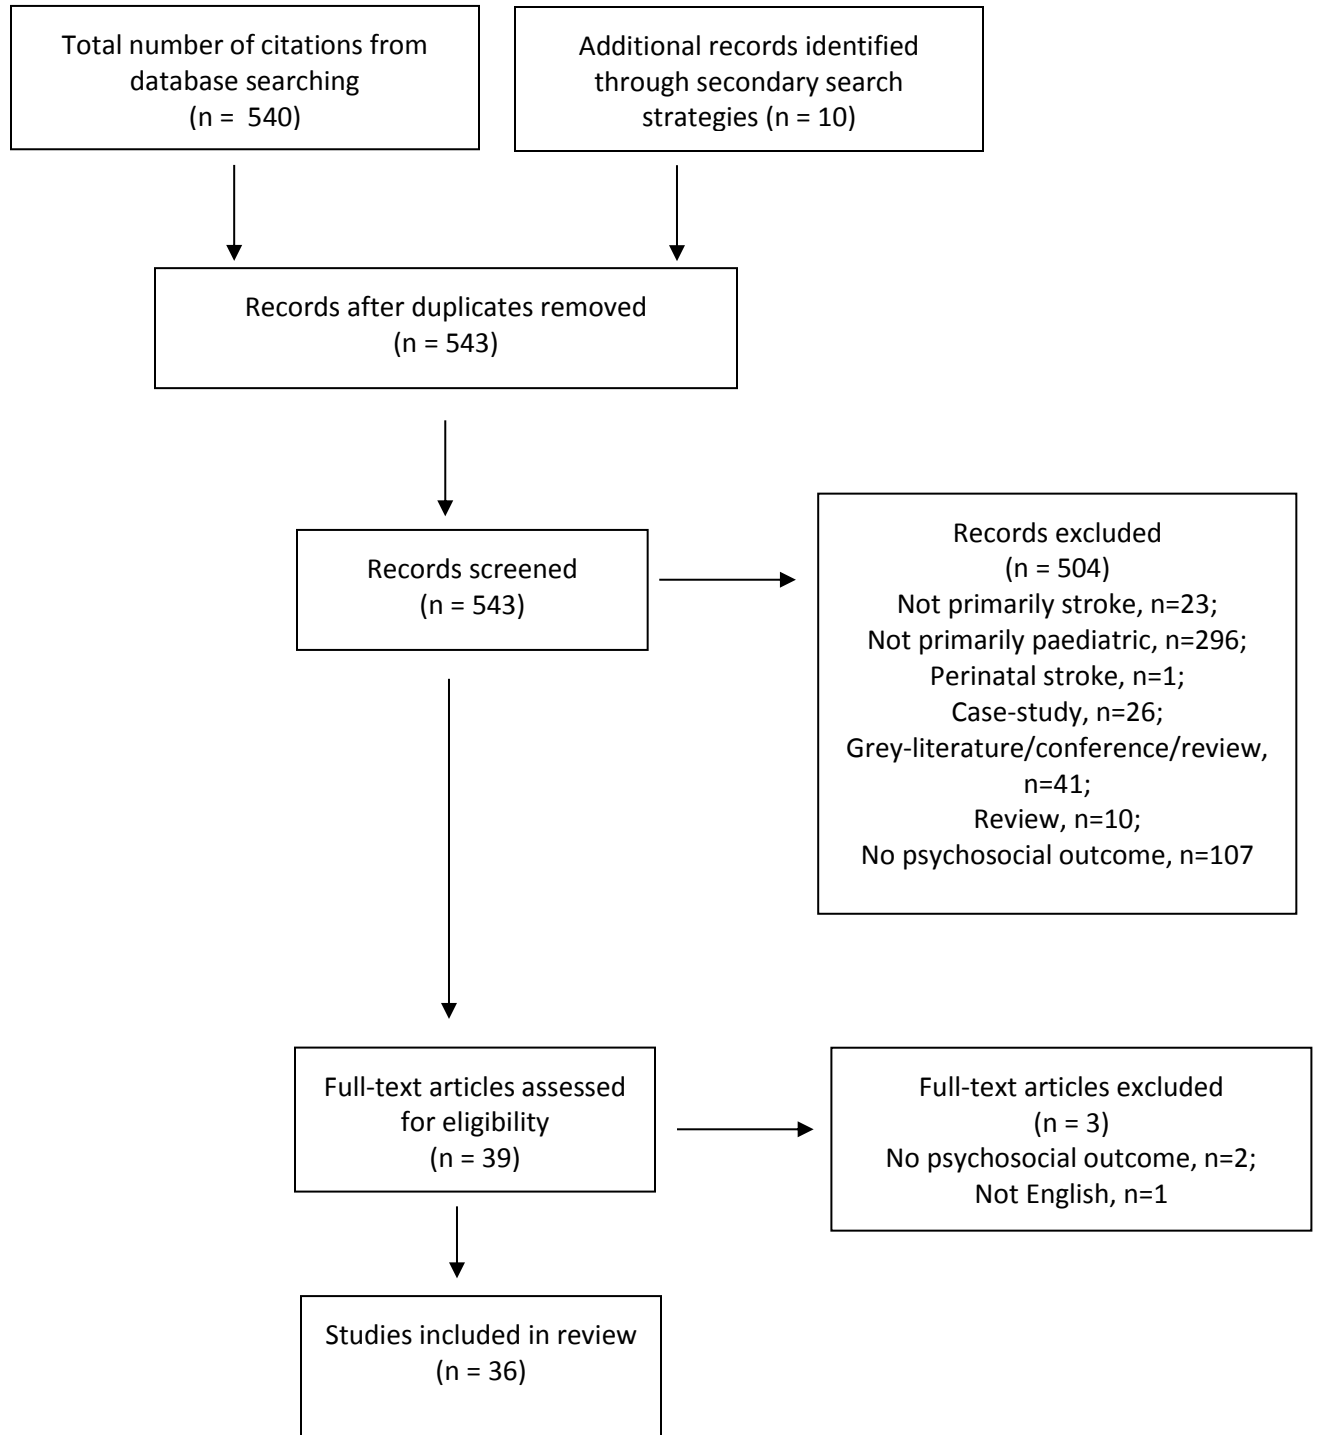 Total number of citations from
database searching
(n = 540)
Additional records identified
through secondary search
strategies (n = 10)
Records after duplicates removed
(n = 543)
Records screened
(n = 543)
Records excluded
(n = 504)
Not primarily stroke, n=23;
Not primarily paediatric, n=296;
Perinatal stroke, n=1;
Case-study, n=26;
Grey-literature/conference/review,
n=41;
Review, n=10;
No psychosocial outcome, n=107
Full-text articles assessed
for eligibility
(n = 39)
Full-text articles excluded
(n = 3)
No psychosocial outcome, n=2;
Not English, n=1
Studies included in review
(n = 36)